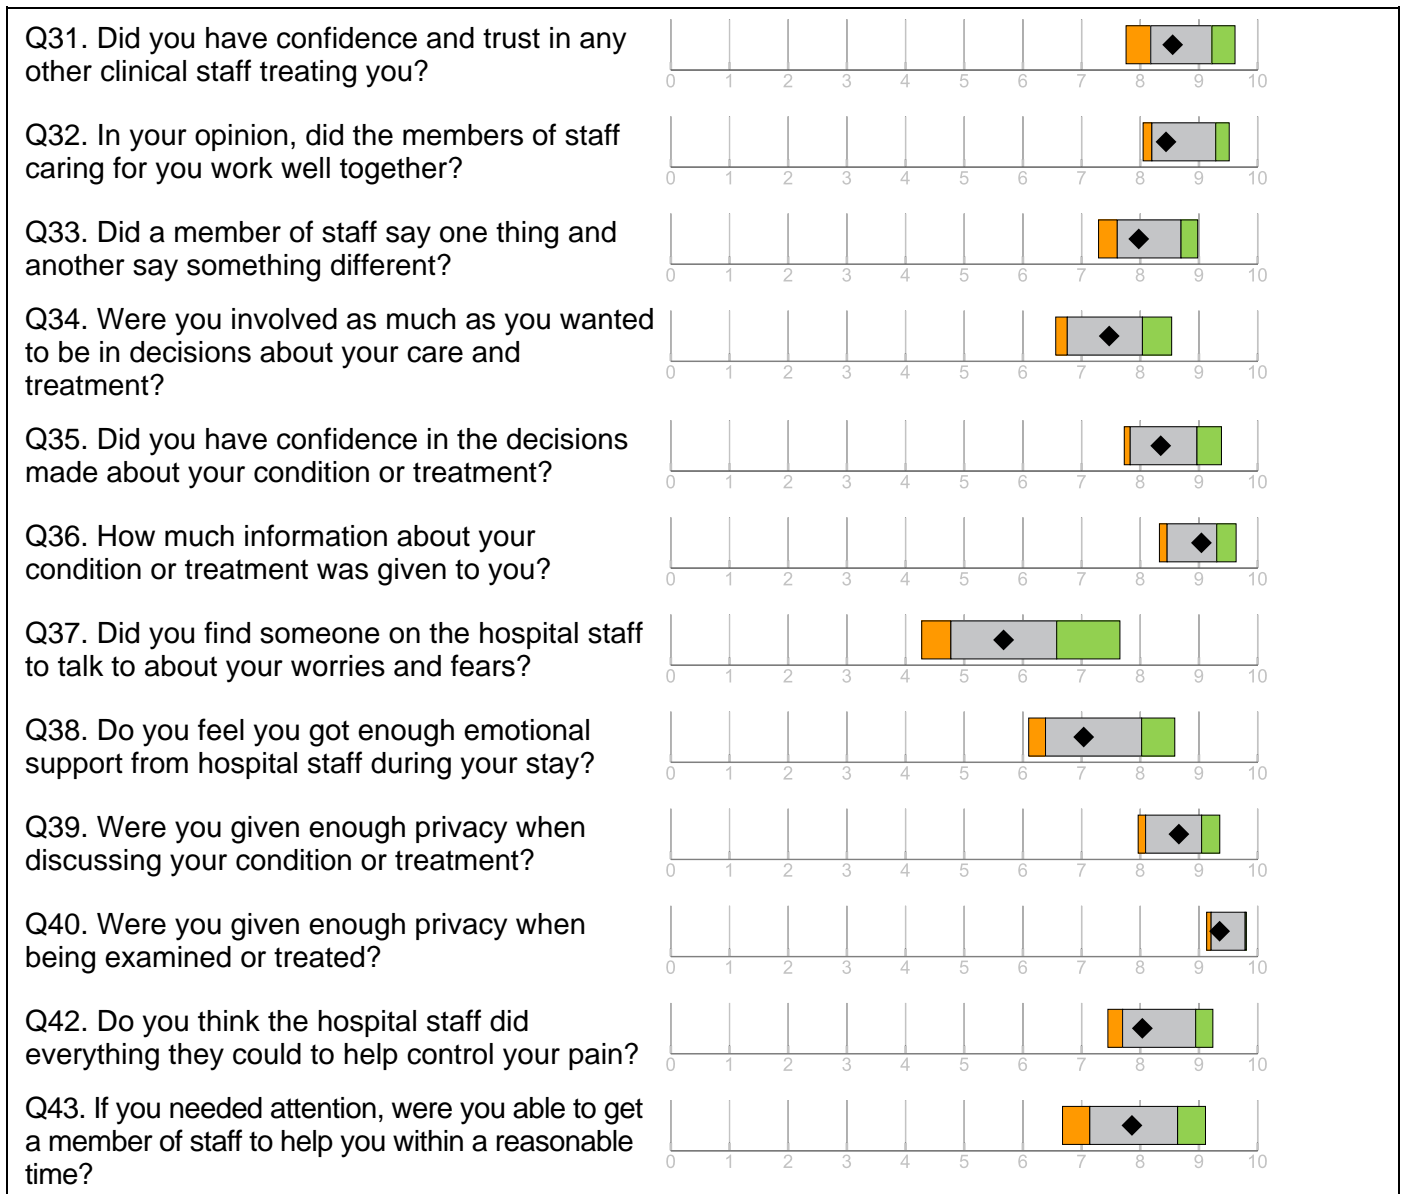 Q31. Did you have confidence and trust in any
other clinical staff treating you?
0 1 2 3 4 5 6 7 8 9 10
Q32. In your opinion, did the members of staff
caring for you work well together?
0 1 2 3 4 5 6 7 8 9 10
Q33. Did a member of staff say one thing and
another say something different?
0 1 2 3 4 5 6 7 8 9 10
Q34. Were you involved as much as you wanted
to be in decisions about your care and
treatment?
0 1 2 3 4 5 6 7 8 9 10
Q35. Did you have confidence in the decisions
made about your condition or treatment?
0 1 2 3 4 5 6 7 8 9 10
Q36. How much information about your
condition or treatment was given to you?
0 1 2 3 4 5 6 7 8 9 10
Q37. Did you find someone on the hospital staff
to talk to about your worries and fears?
0 1 2 3 4 5 6 7 8 9 10
Q38. Do you feel you got enough emotional
support from hospital staff during your stay?
0 1 2 3 4 5 6 7 8 9 10
Q39. Were you given enough privacy when
discussing your condition or treatment?
0 1 2 3 4 5 6 7 8 9 10
Q40. Were you given enough privacy when
being examined or treated?
0 1 2 3 4 5 6 7 8 9 10
Q42. Do you think the hospital staff did
everything they could to help control your pain?
0 1 2 3 4 5 6 7 8 9 10
Q43. If you needed attention, were you able to get
a member of staff to help you within a reasonable
time?
0 1 2 3 4 5 6 7 8 9 10